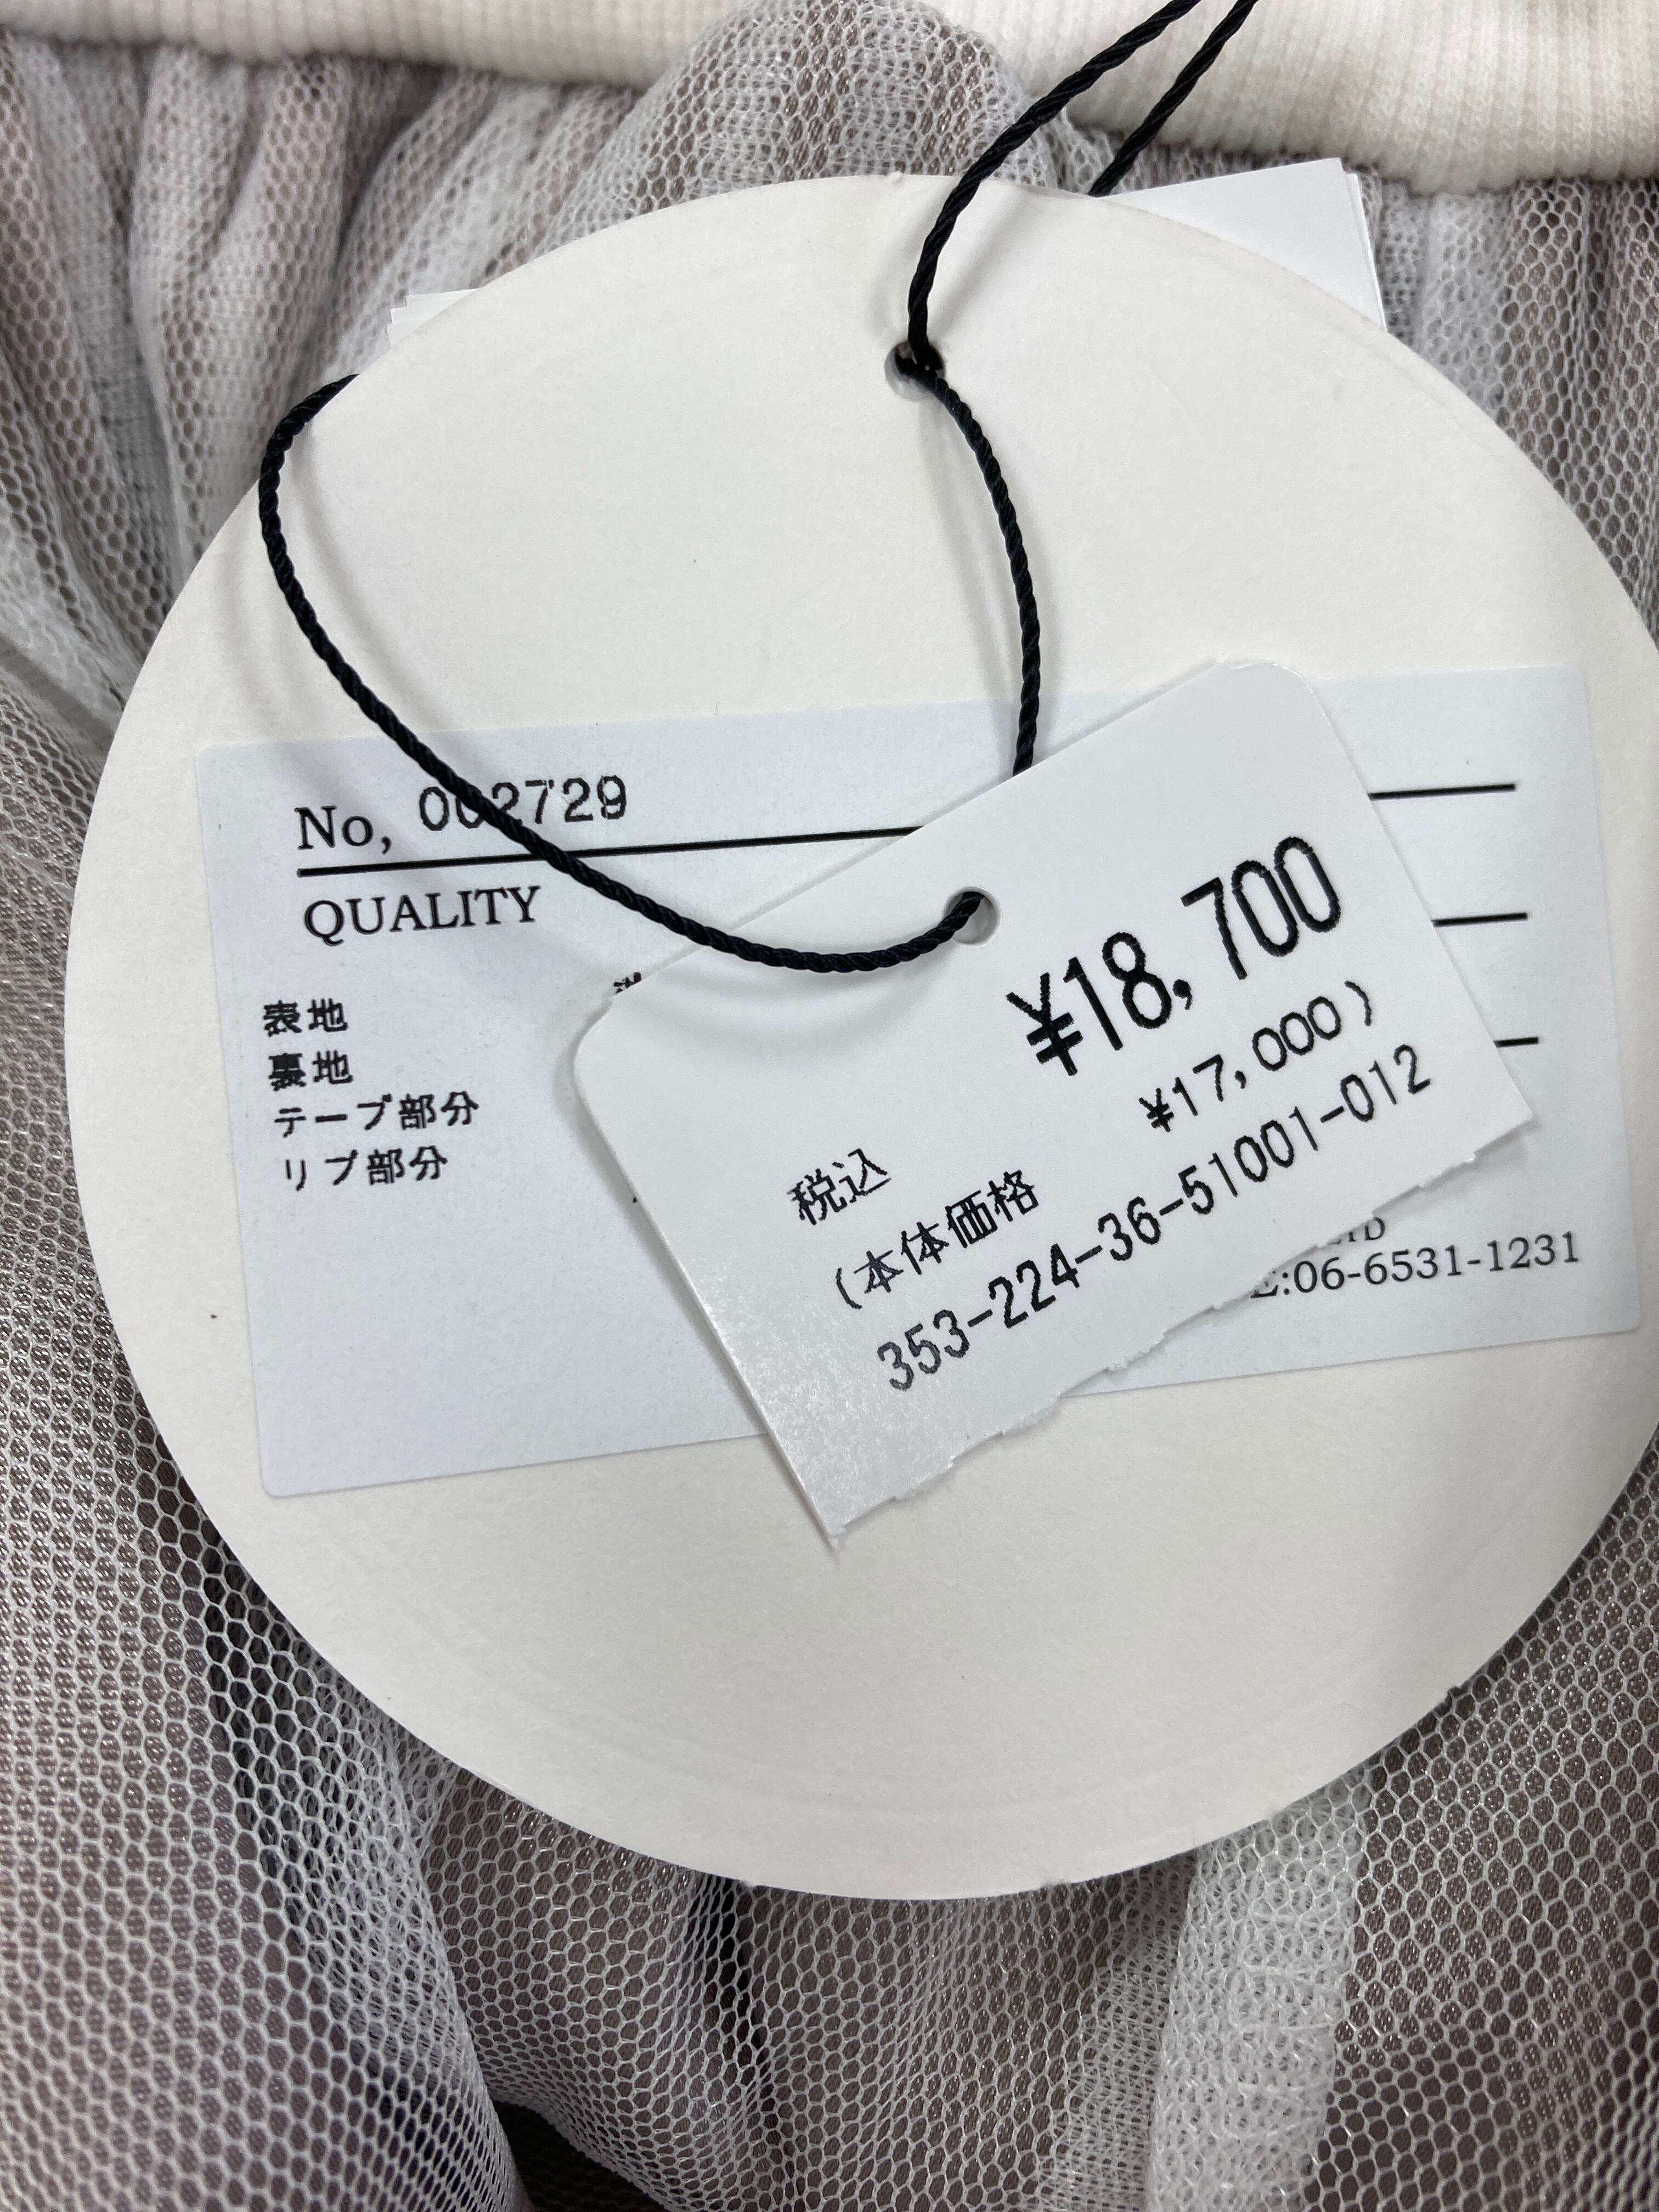 No, 002729
QUALITY
表地
裏地
テープ部分
リブ部分
¥18,700
税込
(本体価格 ¥17,000)
353-224-36-51001-012
LTD
E:06-6531-1231